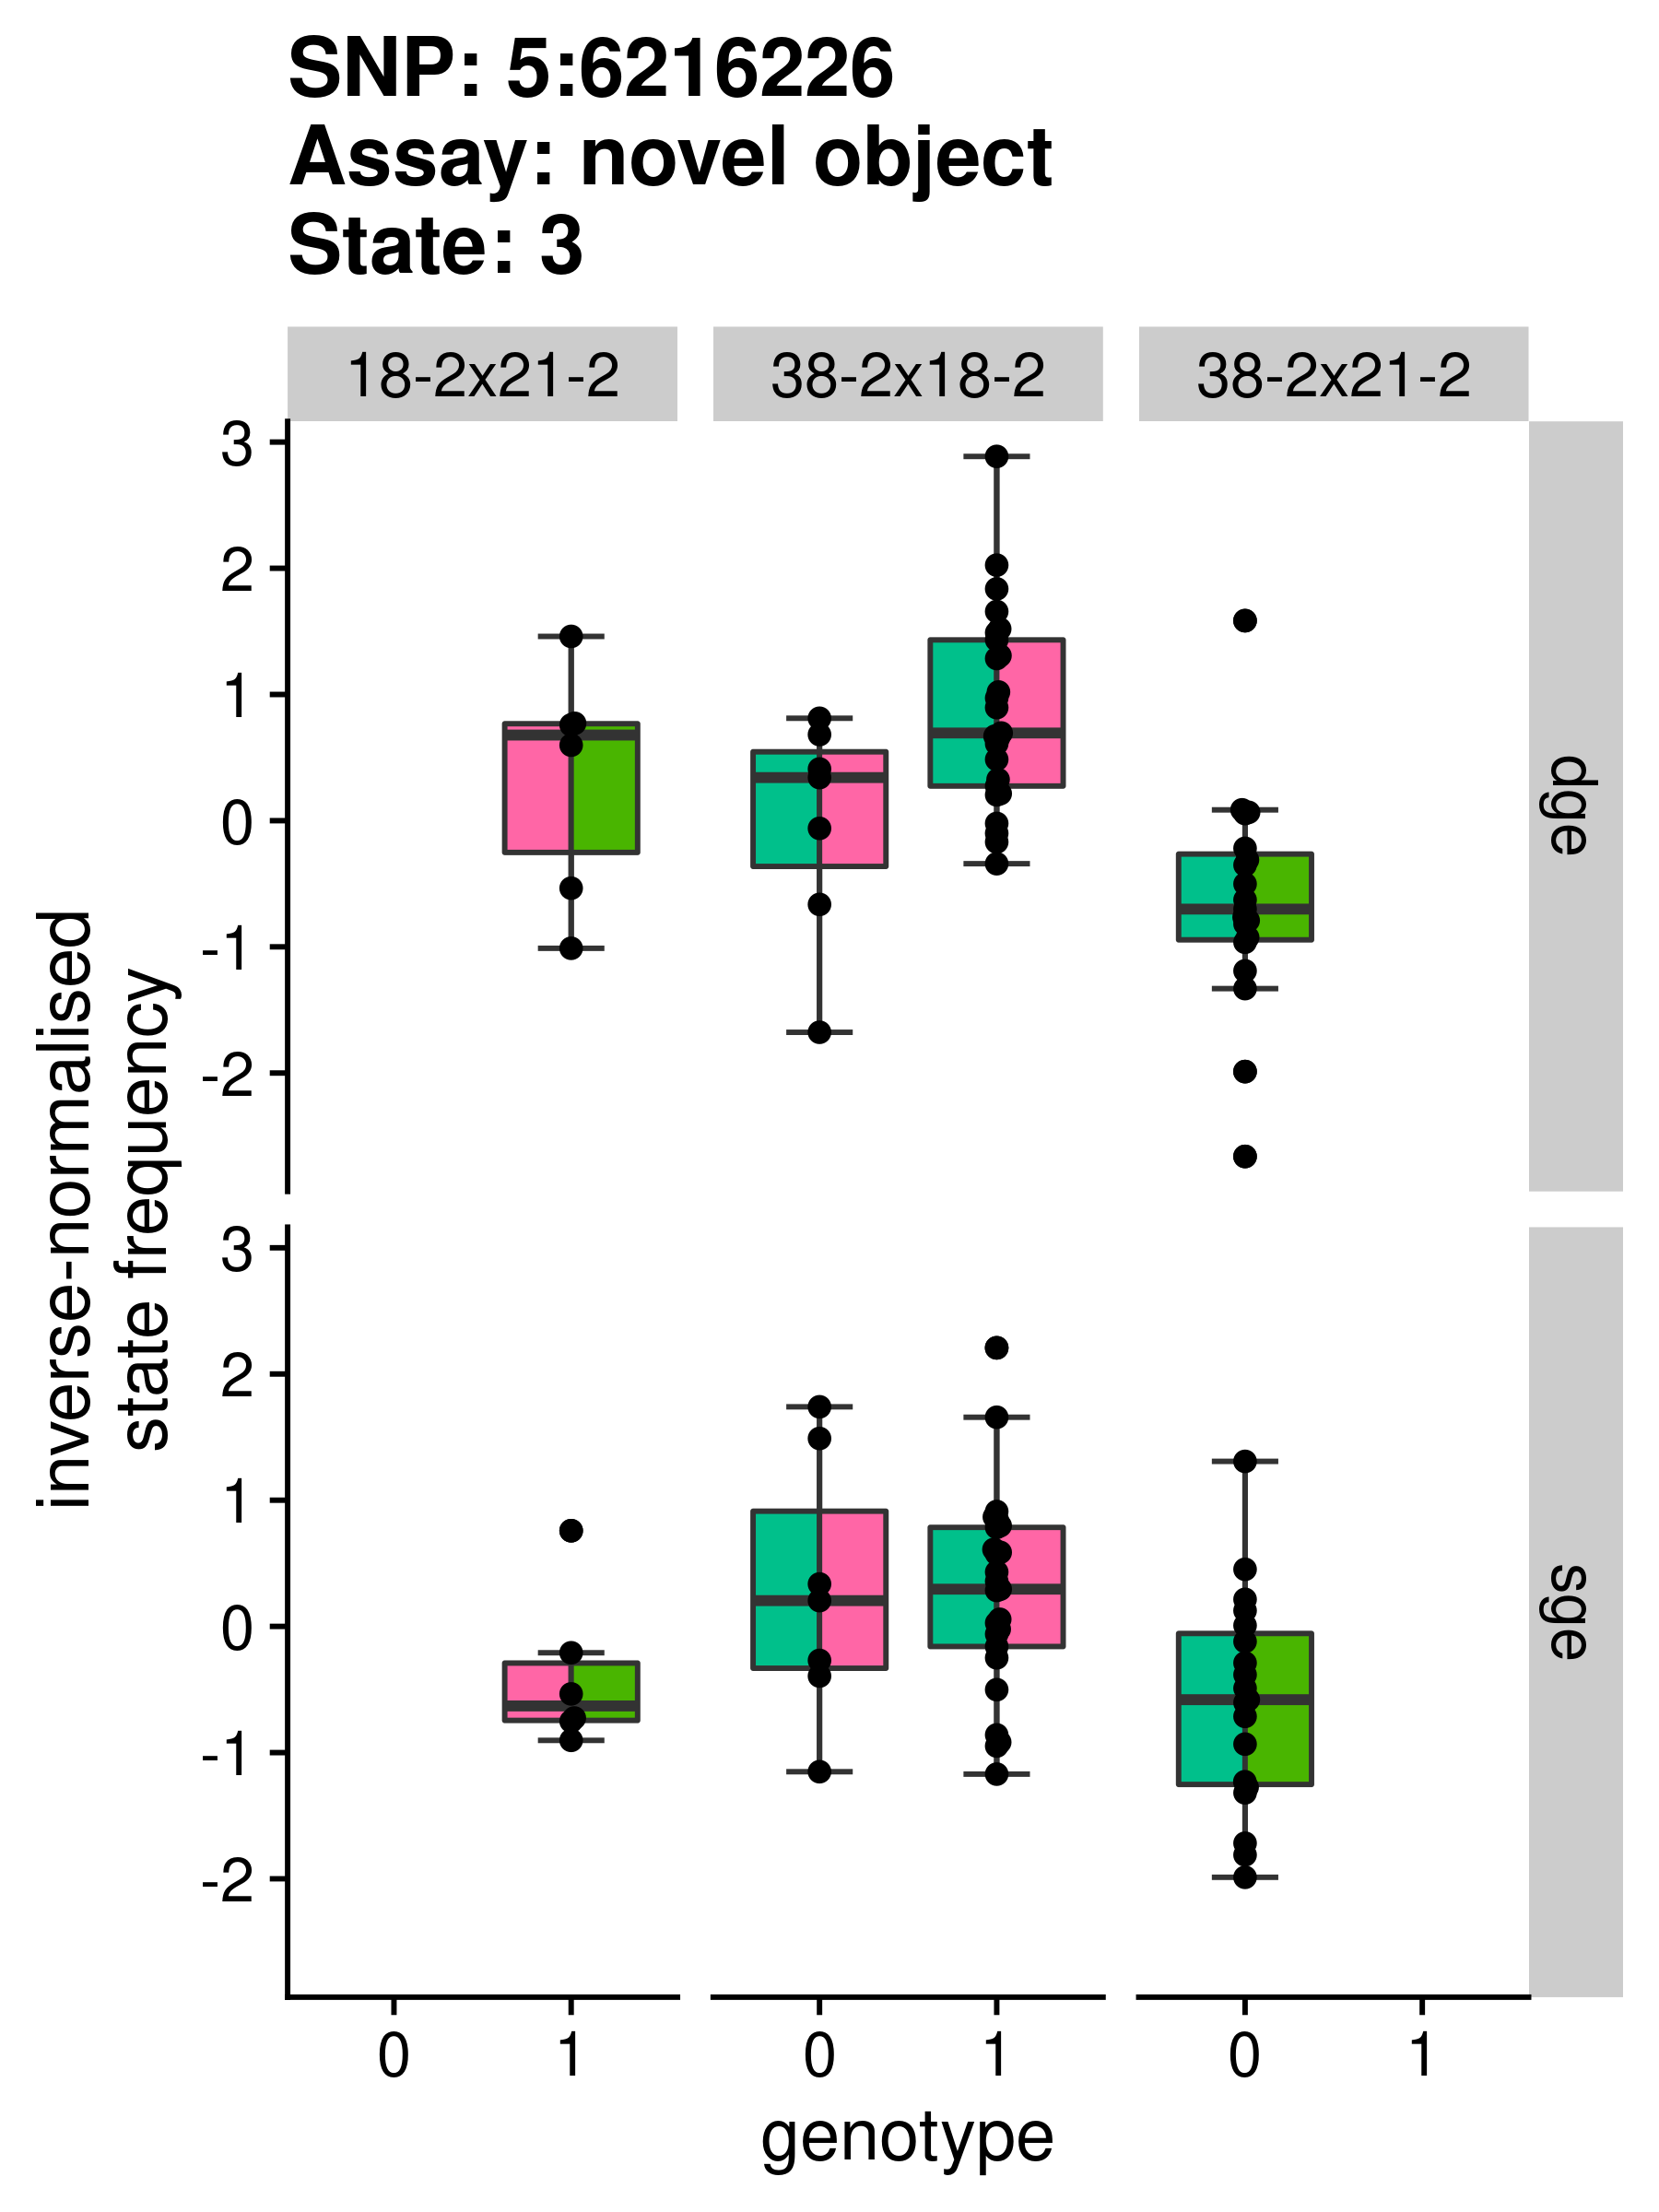 SNP: 5:6216226
Assay: novel object
State: 3
18-2x21-2 38-2x18-2 38-2x21-2
3
2
1
0
-1
-2
dge
3
2
1
0
-1
-2
sge
inverse-normalised
state frequency
0 1 0 1 0 1
genotype